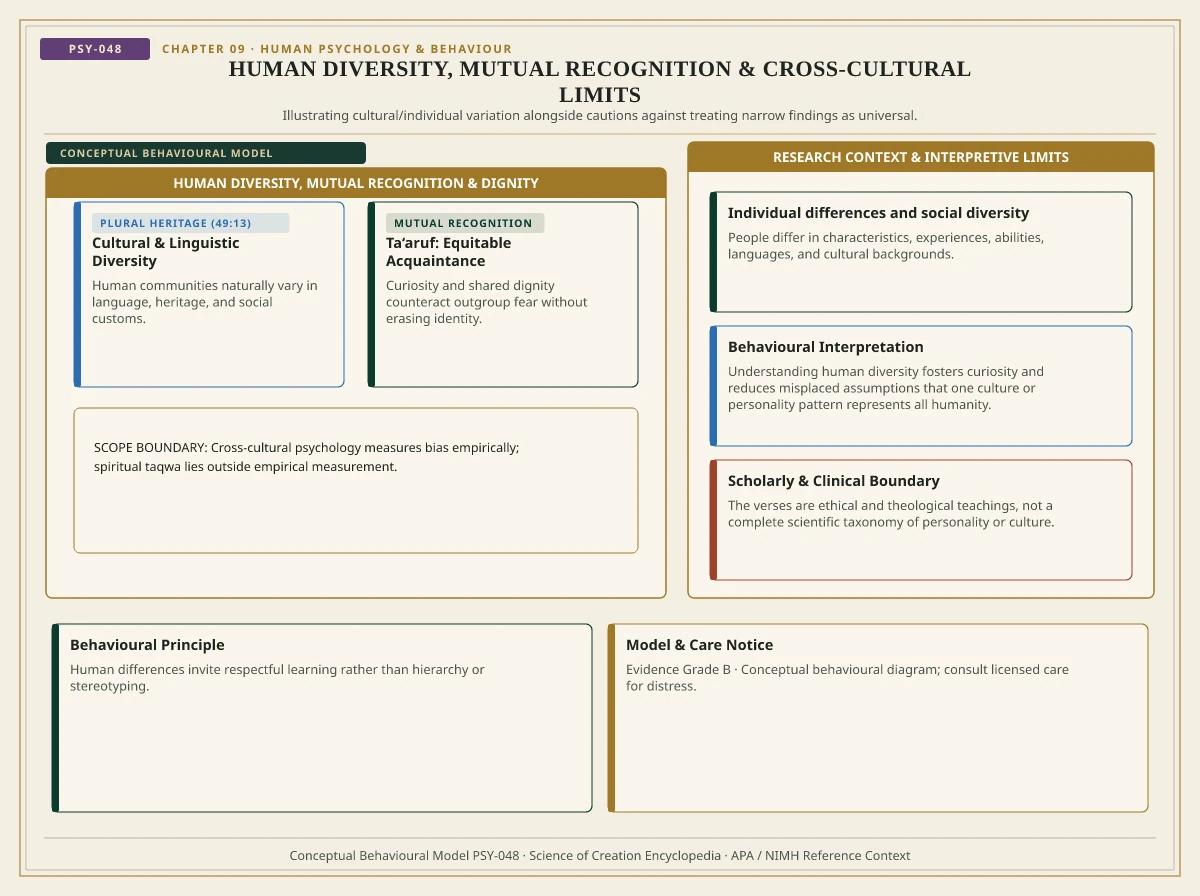 PSY-048
CHAPTER 09 · HUMAN PSYCHOLOGY & BEHAVIOUR
HUMAN DIVERSITY, MUTUAL RECOGNITION & CROSS-CULTURAL
LIMITS
Illustrating cultural/individual variation alongside cautions against treating narrow findings as universal.
CONCEPTUAL BEHAVIOURAL MODEL
HUMAN DIVERSITY, MUTUAL RECOGNITION & DIGNITY
PLURAL HERITAGE (49:13)
Cultural & Linguistic
Diversity
Human communities naturally vary in
language, heritage, and social
customs.
MUTUAL RECOGNITION
Ta‘aruf: Equitable
Acquaintance
Curiosity and shared dignity
counteract outgroup fear without
erasing identity.
SCOPE BOUNDARY: Cross-cultural psychology measures bias empirically;
spiritual taqwa lies outside empirical measurement.
RESEARCH CONTEXT & INTERPRETIVE LIMITS
Individual differences and social diversity
People differ in characteristics, experiences, abilities,
languages, and cultural backgrounds.
Behavioural Interpretation
Understanding human diversity fosters curiosity and
reduces misplaced assumptions that one culture or
personality pattern represents all humanity.
Scholarly & Clinical Boundary
The verses are ethical and theological teachings, not a
complete scientific taxonomy of personality or culture.
Behavioural Principle
Human differences invite respectful learning rather than hierarchy or
stereotyping.
Model & Care Notice
Evidence Grade B · Conceptual behavioural diagram; consult licensed care
for distress.
Conceptual Behavioural Model PSY-048 · Science of Creation Encyclopedia · APA / NIMH Reference Context